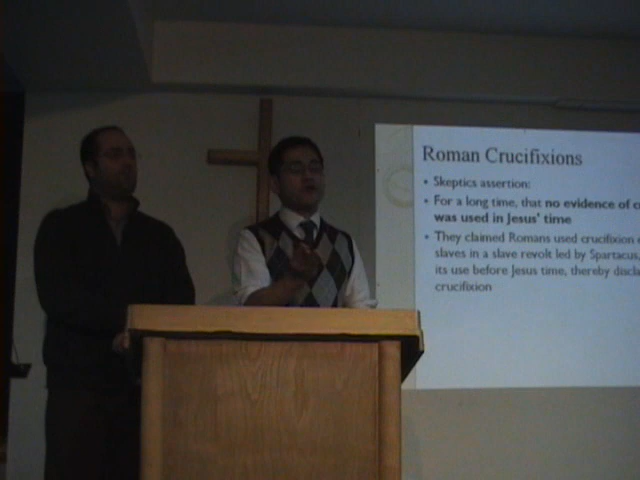 Roman Crucifixions
• Skeptics assertion:
• For a long time, that no evidence of
was used in Jesus' time
• They claimed Romans used crucifixion
slaves in a slave revolt led by Spartacus,
its use before Jesus time, thereby
crucifixion